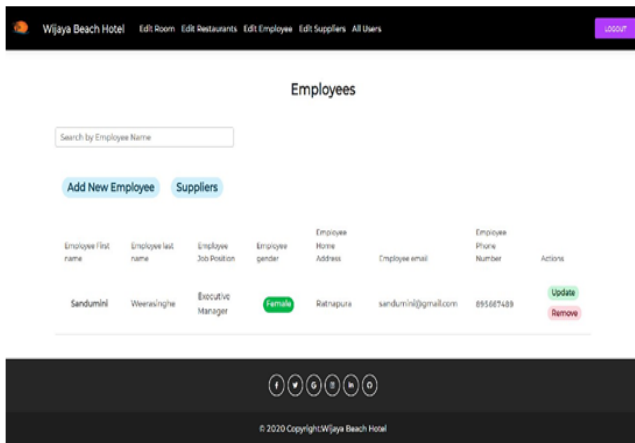 Wijaya Beach Hotel Edit Room Edit Restaurants Edit Employee Edit Suppliers All Users LOGOUT
Employees
Search by Employee Name
Add New Employee Suppliers
Employee First name
Employee last name
Employee Job Position
Employee gender
Employee Home Address
Employee email
Employee Phone Number
Actions
Sandumini
Weerasinghe
Executive Manager
Female
Ratnapura
sandumini@gmail.com
895667489
Update
Remove
© 2020 Copyright:Wijaya Beach Hotel